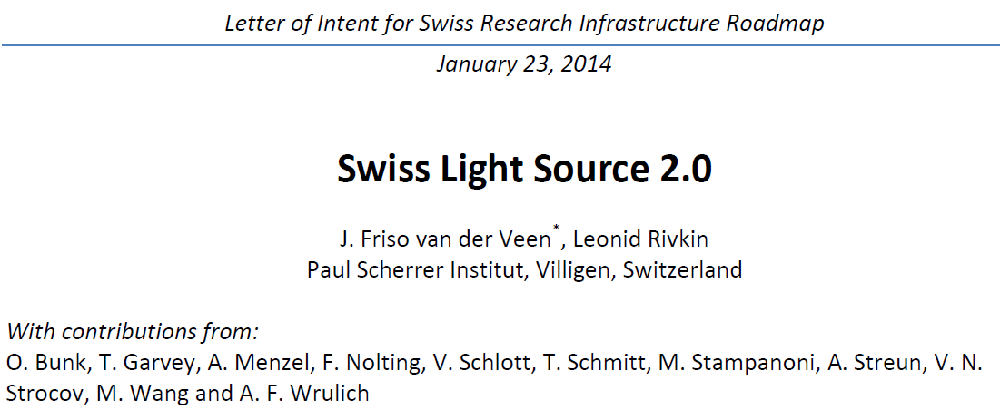 Letter of Intent for Swiss Research Infrastructure Roadmap
January 23, 2014
Swiss Light Source 2.0
J. Friso van der Veen*, Leonid Rivkin
Paul Scherrer Institut, Villigen, Switzerland
With contributions from:
O. Bunk, T. Garvey, A. Menzel, F. Nolting, V. Schlott, T. Schmitt, M. Stampanoni, A. Streun, V. N.
Strocov, M. Wang and A. F. Wrulich